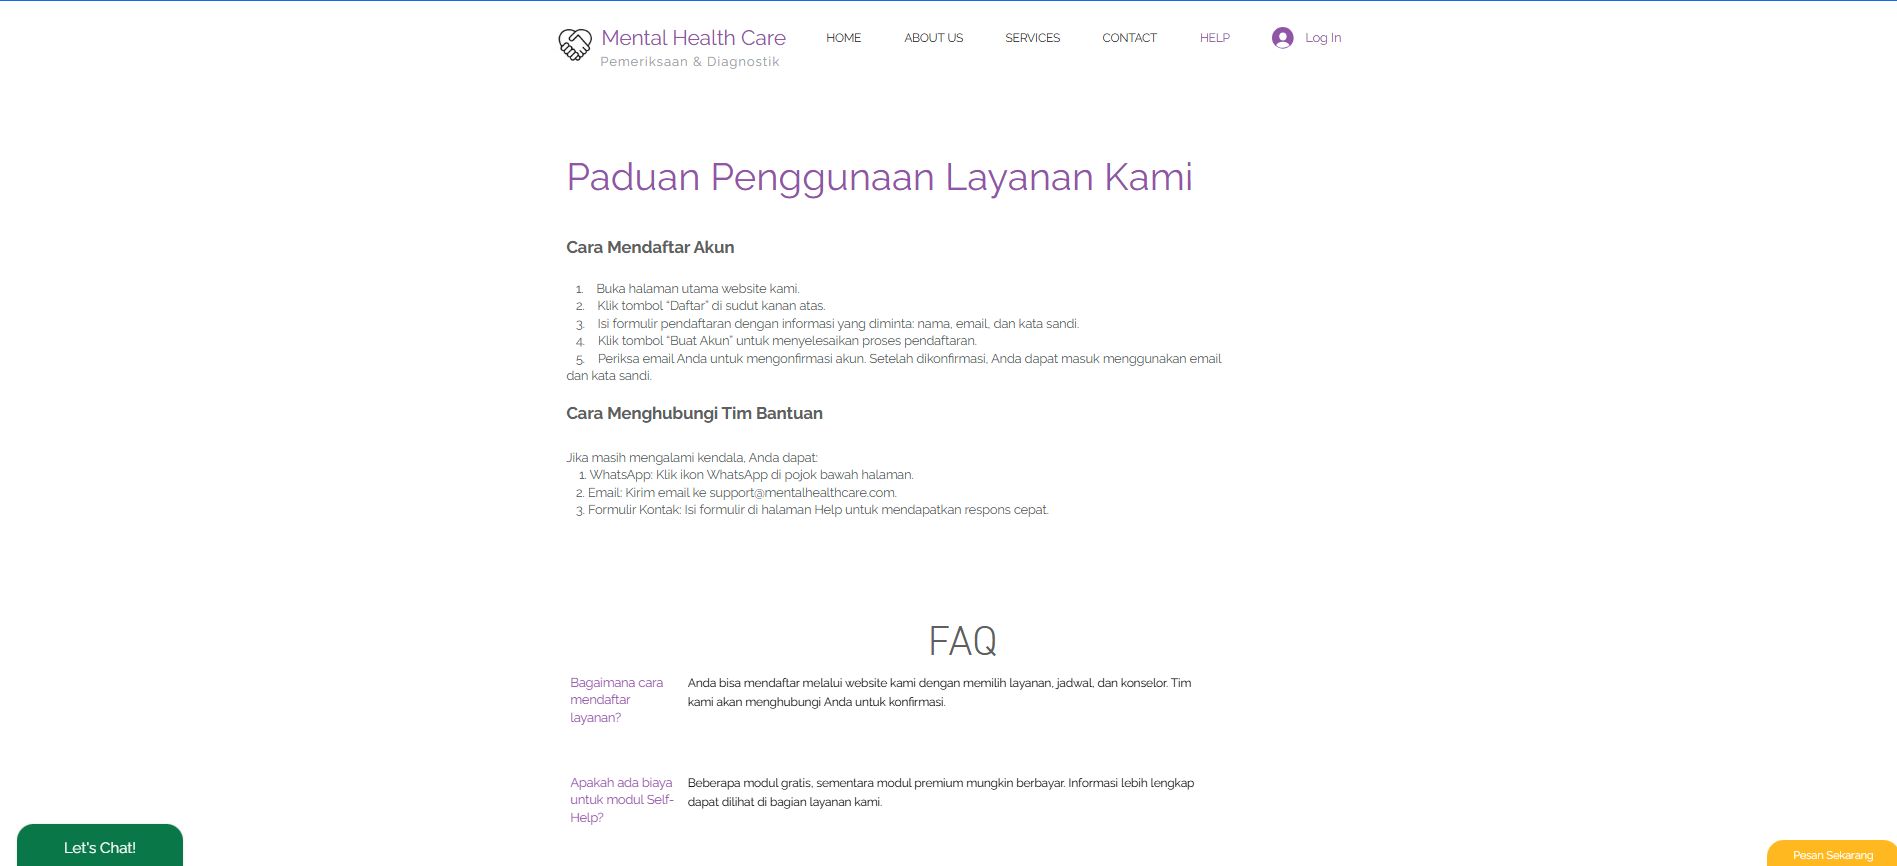 Mental Health Care
Pemeriksaan & Diagnostik
HOME
ABOUT US
SERVICES
CONTACT
HELP
Log In
Paduan Penggunaan Layanan Kami
Cara Mendaftar Akun
1. Buka halaman utama website kami.
2. Klik tombol “Daftar” di sudut kanan atas.
3. Isi formulir pendaftaran dengan informasi yang diminta: nama, email, dan kata sandi.
4. Klik tombol “Buat Akun” untuk menyelesaikan proses pendaftaran.
5. Periksa email Anda untuk mengonfirmasi akun. Setelah dikonfirmasi, Anda dapat masuk menggunakan email
dan kata sandi.
Cara Menghubungi Tim Bantuan
Jika masih mengalami kendala, Anda dapat:
1. WhatsApp: Klik ikon WhatsApp di pojok bawah halaman.
2. Email: Kirim email ke support@mentalhealthcare.com.
3. Formulir Kontak: Isi formulir di halaman Help untuk mendapatkan respons cepat.
FAQ
Bagaimana cara
mendaftar
layanan?
Anda bisa mendaftar melalui website kami dengan memilih layanan, jadwal, dan konselor. Tim
kami akan menghubungi Anda untuk konfirmasi.
Apakah ada biaya
untuk modul Self-
Help?
Beberapa modul gratis, sementara modul premium mungkin berbayar. Informasi lebih lengkap
dapat dilihat di bagian layanan kami.
Let's Chat!
Pesan Sekarang